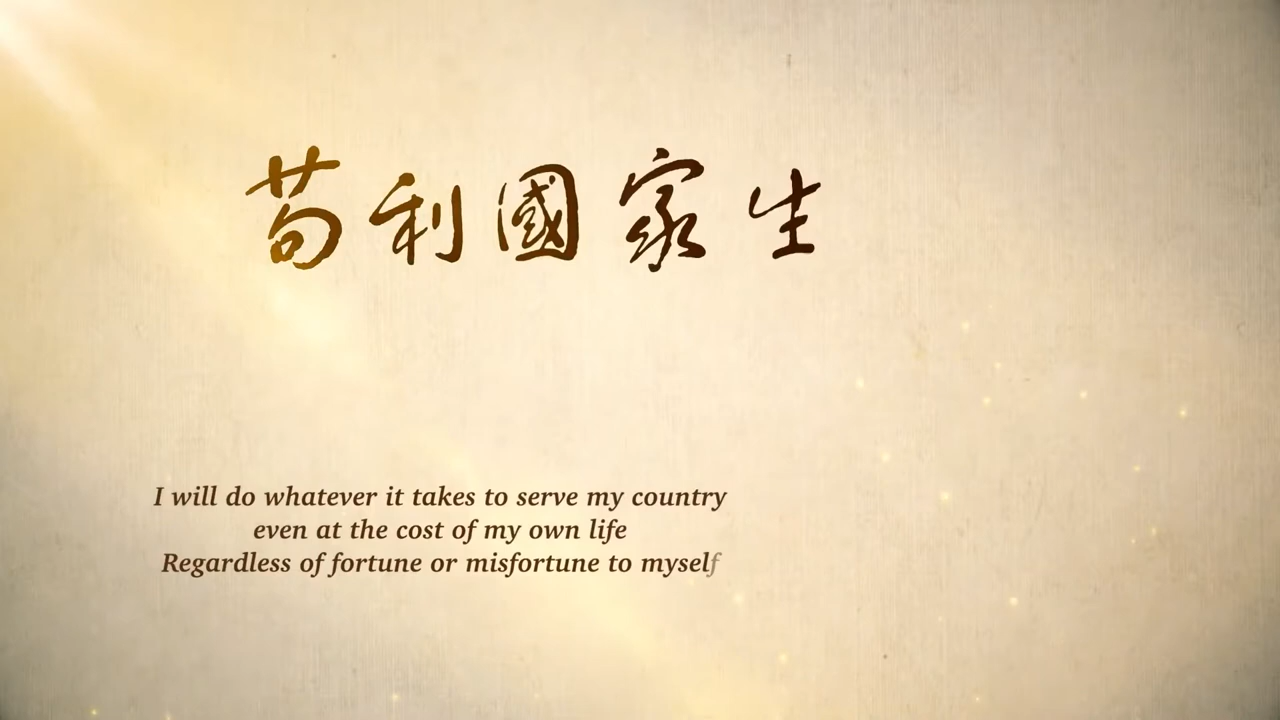 苟利國家生
I will do whatever it takes to serve my country
even at the cost of my own life
Regardless of fortune or misfortune to myself